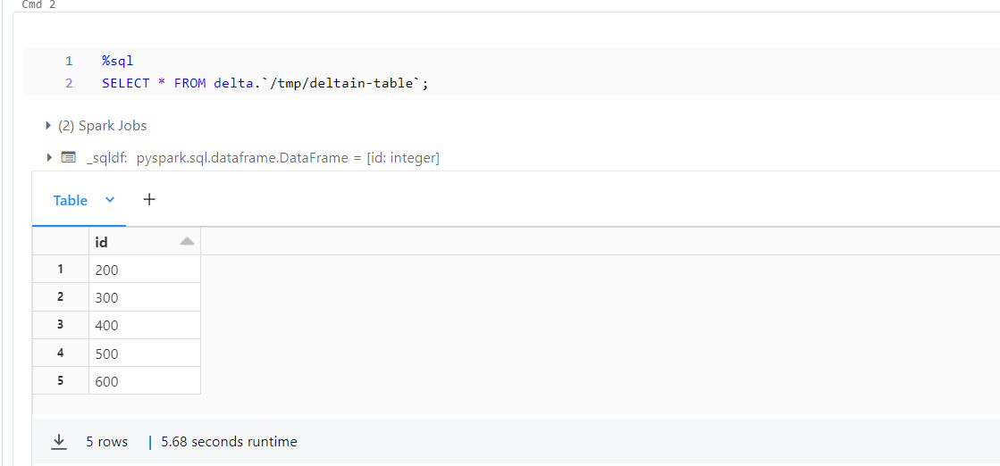 Cmd 2
1 %sql
2 SELECT * FROM delta.`/tmp/deltain-table`;
(2) Spark Jobs
_sqldf: pyspark.sql.dataframe.DataFrame = [id: integer]
Table +
id
1 200
2 300
3 400
4 500
5 600
5 rows | 5.68 seconds runtime